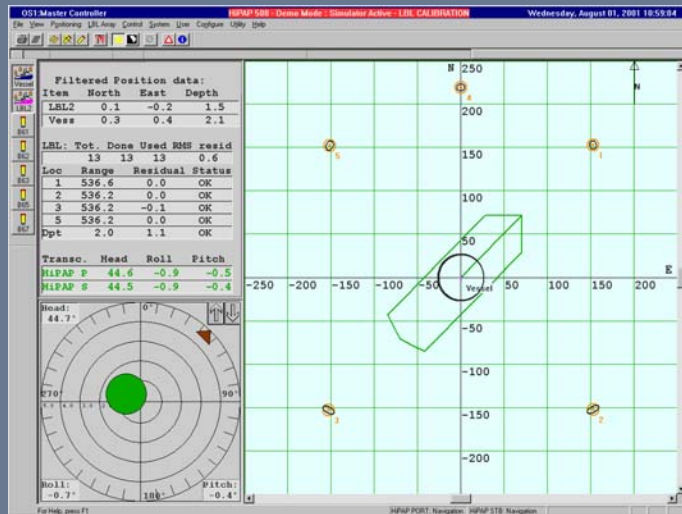 OS1:Master Controller
HiPAP 500 - Demo Mode : Simulator Active - LBL CALIBRATION
Wednesday, August 01, 2001 10:59:04
File View Positioning LBL Array Control System User Configure Utility Help
Vessel
LBL2
B61
B62
B63
B65
B67
Filtered Position data:
Item North East Depth
LBL2 0.1 -0.2 1.5
Vess 0.3 0.4 2.1
LBL: Tot. Done Used RMS resid
13 13 13 0.6
Loc Range Residual Status
1 536.6 0.0 OK
2 536.2 0.0 OK
3 536.2 -0.1 OK
5 536.2 0.0 OK
Dpt 2.0 1.1 OK
Transc. Head Roll Pitch
HiPAP P 44.6 -0.9 -0.5
HiPAP S 44.5 -0.9 -0.4
Head:
44.7°
0°
270°
90°
180°
Roll:
-0.7°
Pitch:
-0.4°
N
250
N
4
200
5
1
150
100
50
-250 -200 -150 -100 -50 50 100 150 200 E
Vessel
-50
-100
-150
3
2
-200
For Help, press F1
HiPAP PORT: Navigation HiPAP STB: Navigation